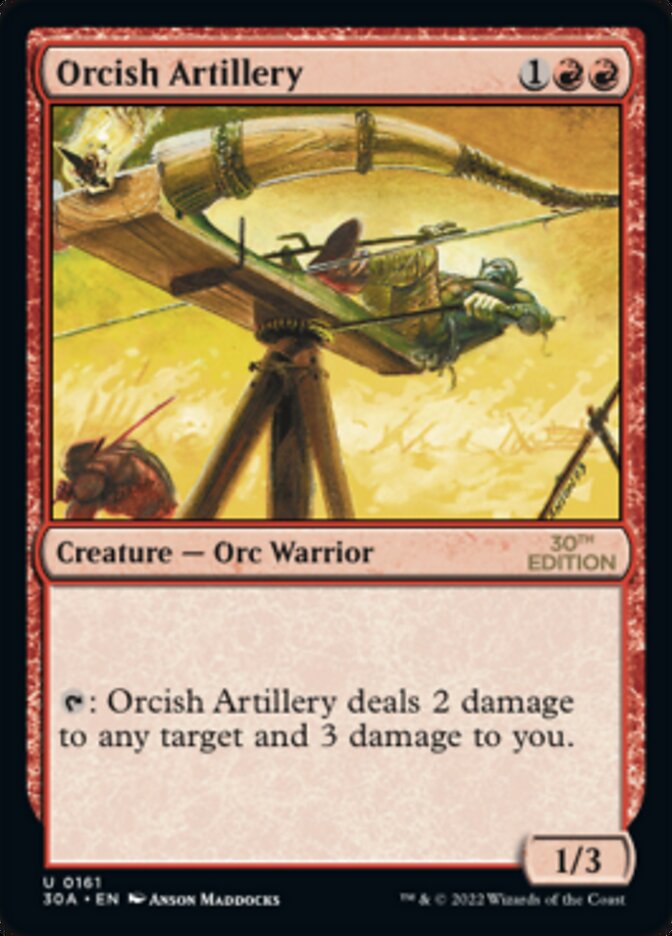 Orcish Artillery 1
Creature — Orc Warrior
30TH
EDITION
: Orcish Artillery deals 2 damage
to any target and 3 damage to you.
1/3
U 0161
30A • EN Anson Maddocks
™ & © 2022 Wizards of the Coast